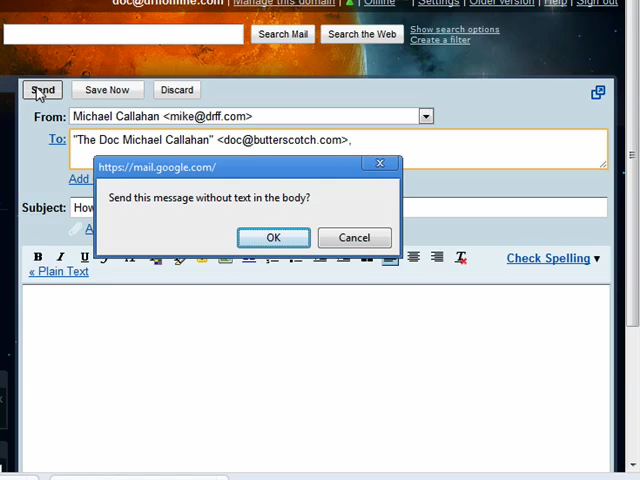 doc@drflonline.com | Manage this domain | Offline | Settings | Older version | Help | Sign out
Search Mail Search the Web Show search options
Create a filter
Send Save Now Discard
From: Michael Callahan <mike@drff.com>
To: "The Doc Michael Callahan" <doc@butterscotch.com>,
https://mail.google.com/
Add
Send this message without text in the body?
Subject: How
OK Cancel
B I U Check Spelling ▼
« Plain Text